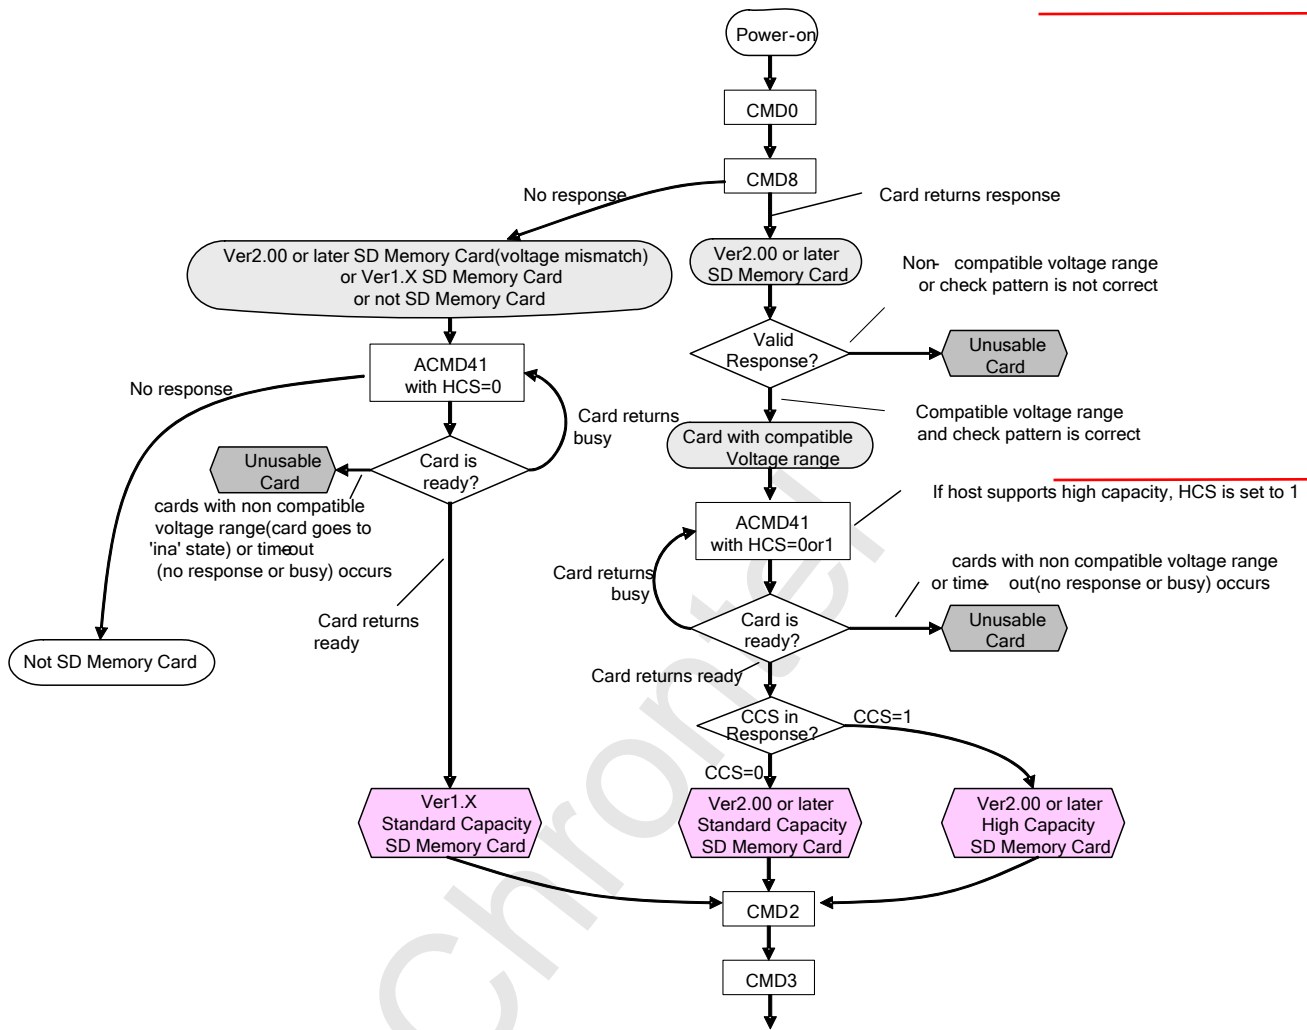 Power-on
CMD0
CMD8
No response
Card returns response
Ver2.00 or later SD Memory Card(voltage mismatch)
or Ver1.X SD Memory Card
or not SD Memory Card
Ver2.00 or later
SD Memory Card
Non- compatible voltage range
or check pattern is not correct
Valid
Response?
Unusable
Card
ACMD41
with HCS=0
No response
Card returns
busy
Compatible voltage range
and check pattern is correct
Card with compatible
Voltage range
Unusable
Card
Card is
ready?
cards with non compatible
voltage range(card goes to
'ina' state) or time-out
(no response or busy) occurs
If host supports high capacity, HCS is set to 1
ACMD41
with HCS=0or1
Card returns
busy
cards with non compatible voltage range
or time- out(no response or busy) occurs
Card returns
ready
Card is
ready?
Unusable
Card
Not SD Memory Card
Card returns ready
CCS in
Response?
CCS=1
CCS=0
Ver1.X
Standard Capacity
SD Memory Card
Ver2.00 or later
Standard Capacity
SD Memory Card
Ver2.00 or later
High Capacity
SD Memory Card
CMD2
CMD3
Chrontel